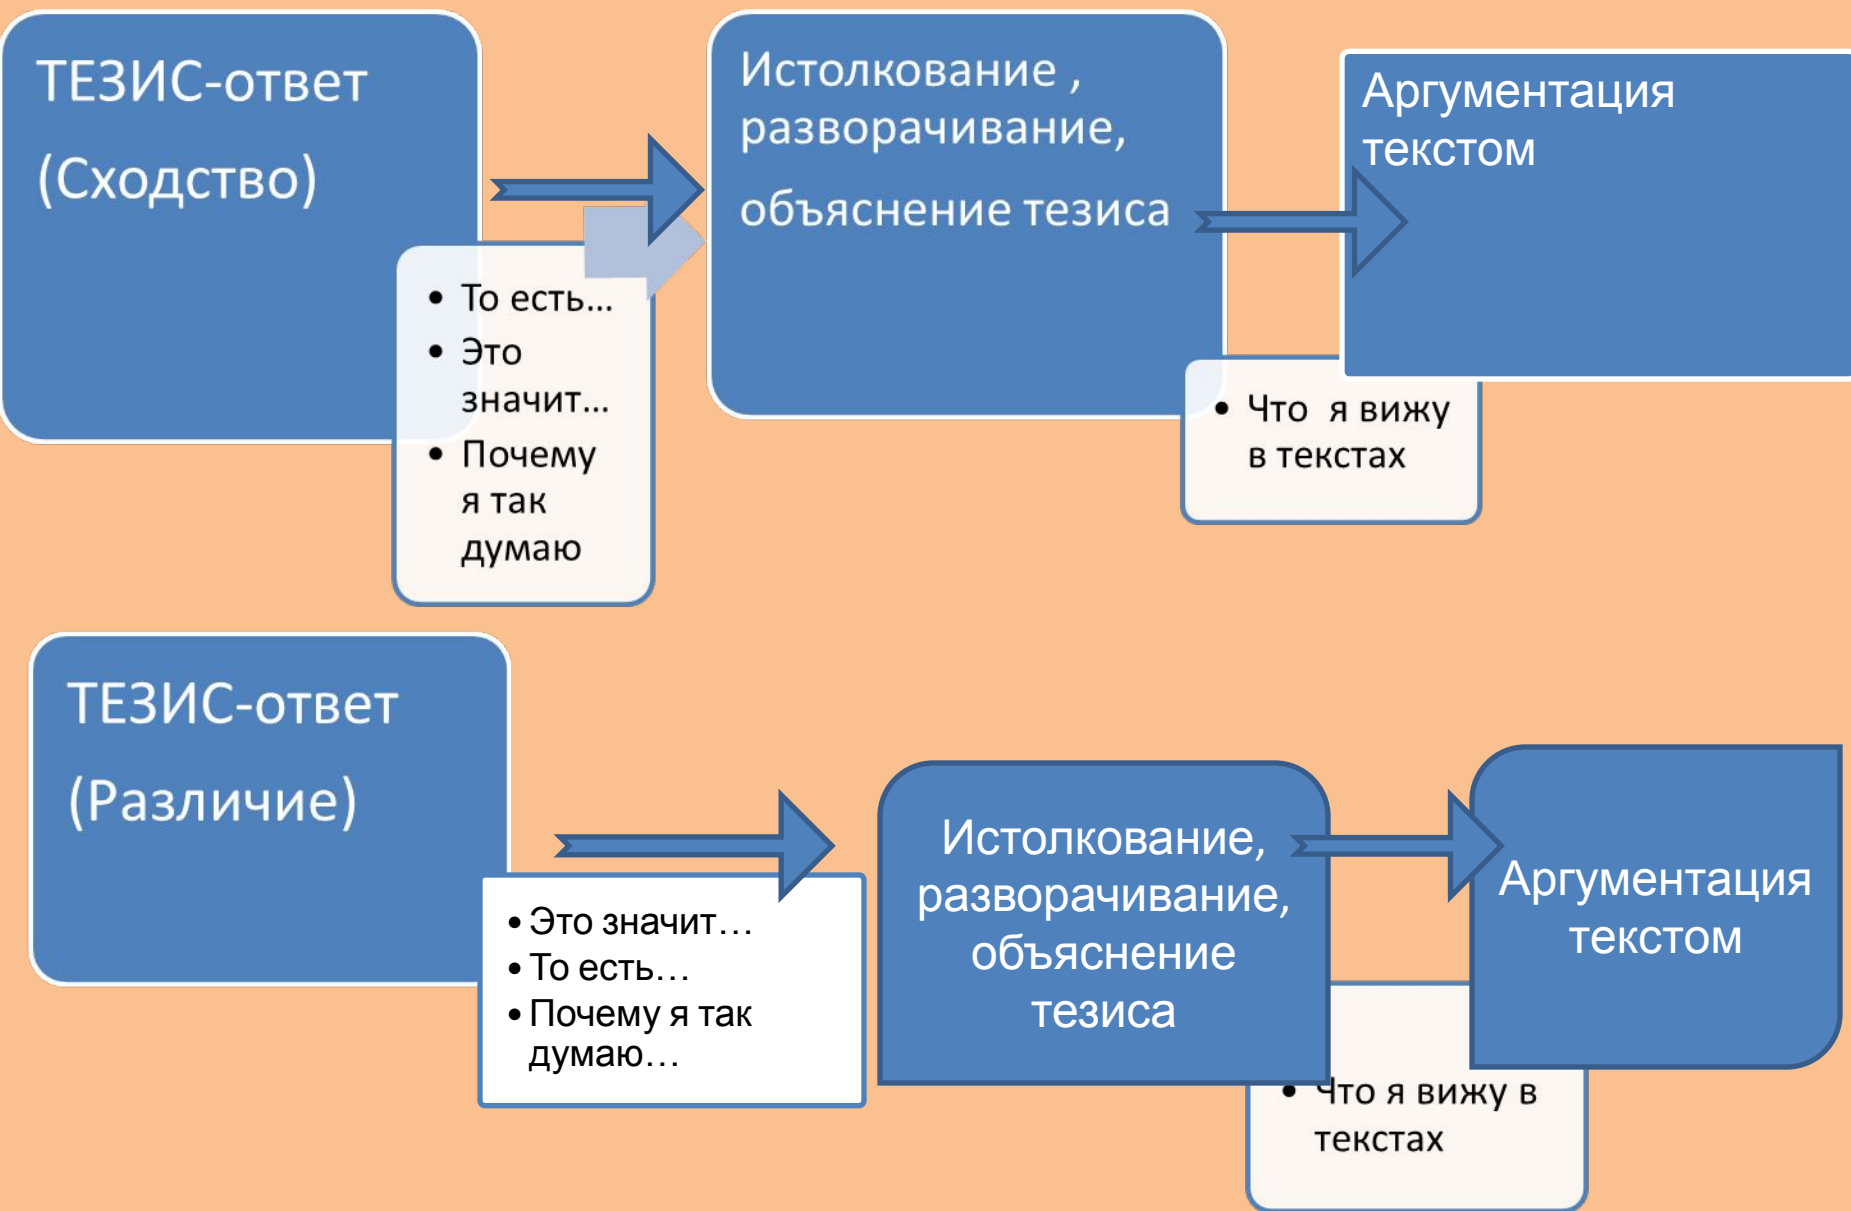 ТЕЗИС-ответ
(Сходство)
• То есть...
• Это
значит...
• Почему
я так
думаю
Истолкование ,
разворачивание,
объяснение тезиса
• Что я вижу
в текстах
Аргументация
текстом
ТЕЗИС-ответ
(Различие)
• Это значит…
• То есть…
• Почему я так
думаю…
Истолкование,
разворачивание,
объяснение
тезиса
• Что я вижу в
текстах
Аргументация
текстом